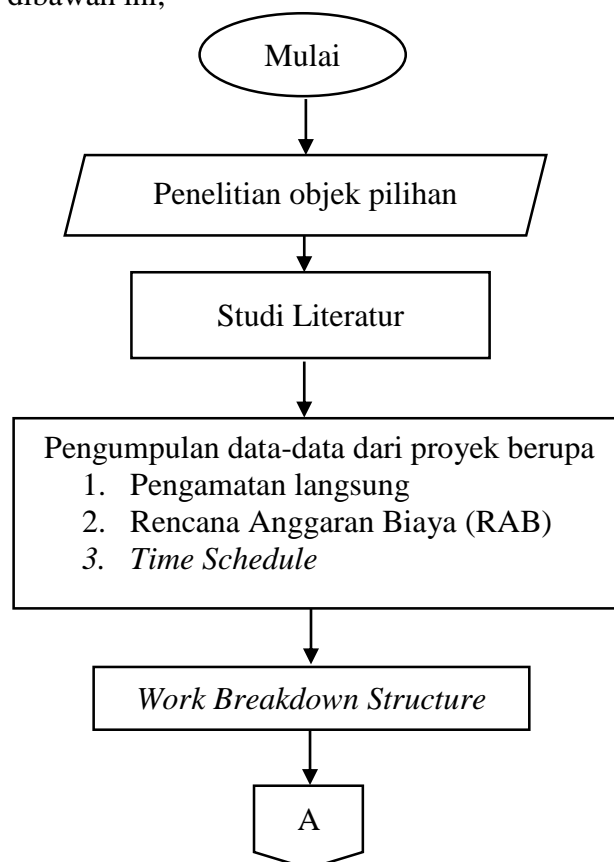 dibawah ini;
Mulai
Penelitian objek pilihan
Studi Literatur
Pengumpulan data-data dari proyek berupa
1. Pengamatan langsung
2. Rencana Anggaran Biaya (RAB)
3. Time Schedule
Work Breakdown Structure
A